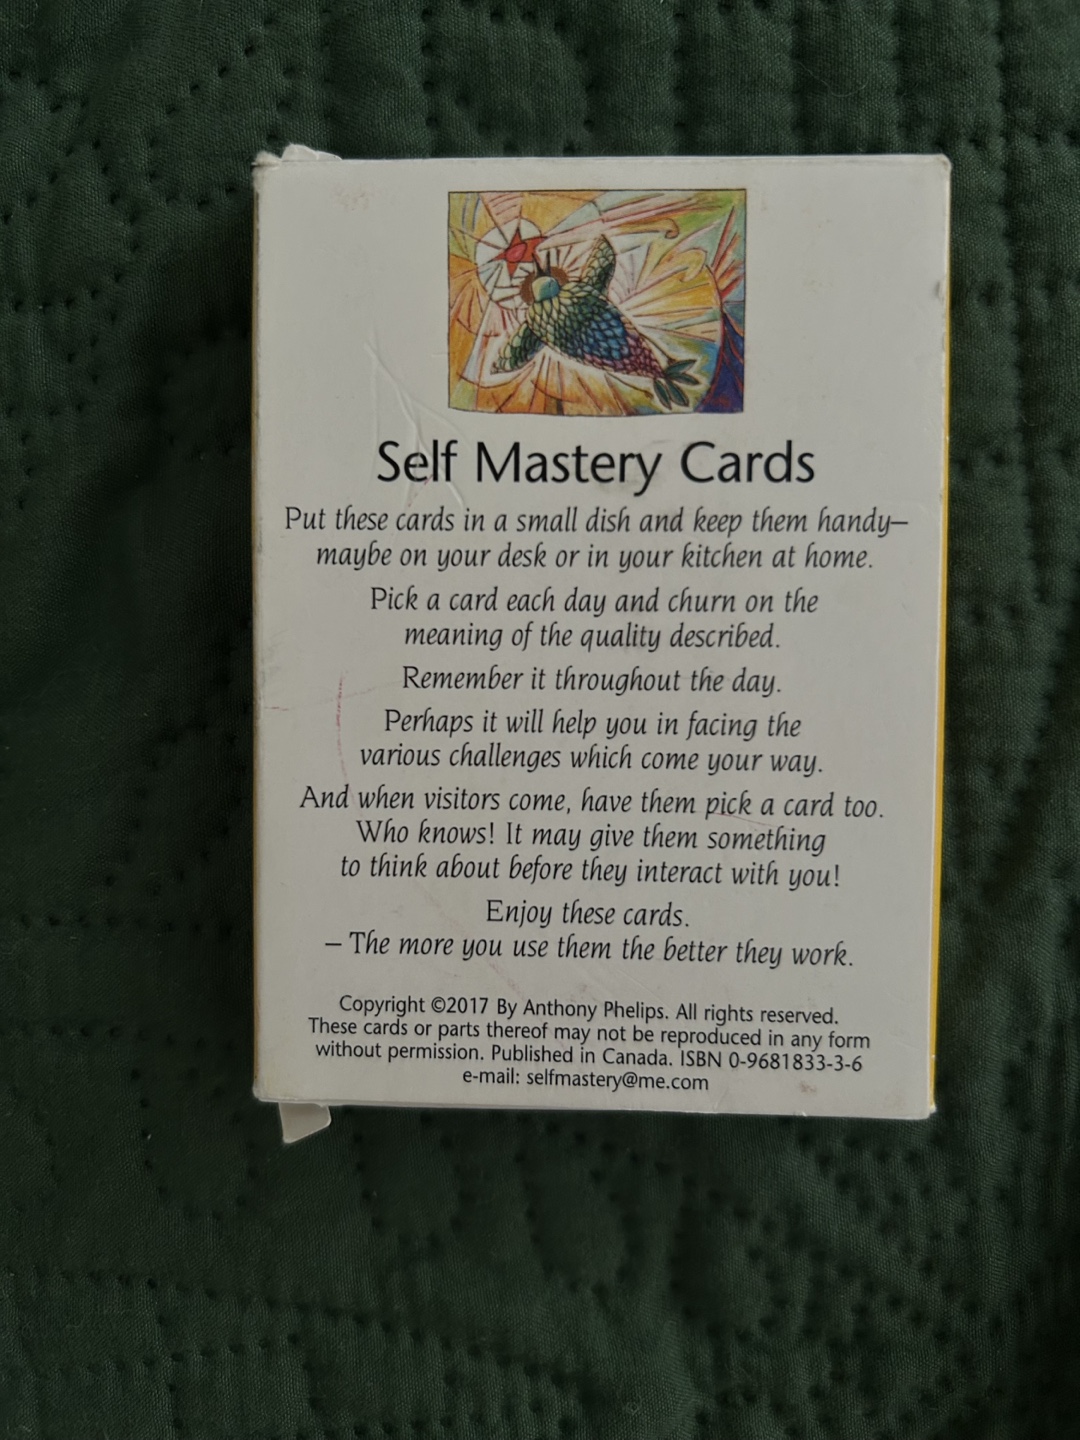 Self Mastery Cards
Put these cards in a small dish and keep them handy—
maybe on your desk or in your kitchen at home.
Pick a card each day and churn on the
meaning of the quality described.
Remember it throughout the day.
Perhaps it will help you in facing the
various challenges which come your way.
And when visitors come, have them pick a card too.
Who knows! It may give them something
to think about before they interact with you!
Enjoy these cards.
– The more you use them the better they work.
Copyright ©2017 By Anthony Phelips. All rights reserved.
These cards or parts thereof may not be reproduced in any form
without permission. Published in Canada. ISBN 0-9681833-3-6
e-mail: selfmastery@me.com